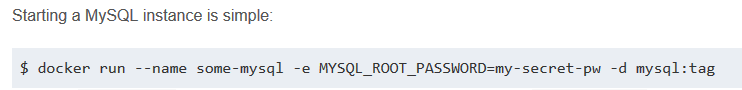 Starting a MySQL instance is simple:
$ docker run --name some-mysql -e MYSQL_ROOT_PASSWORD=my-secret-pw -d mysql:tag